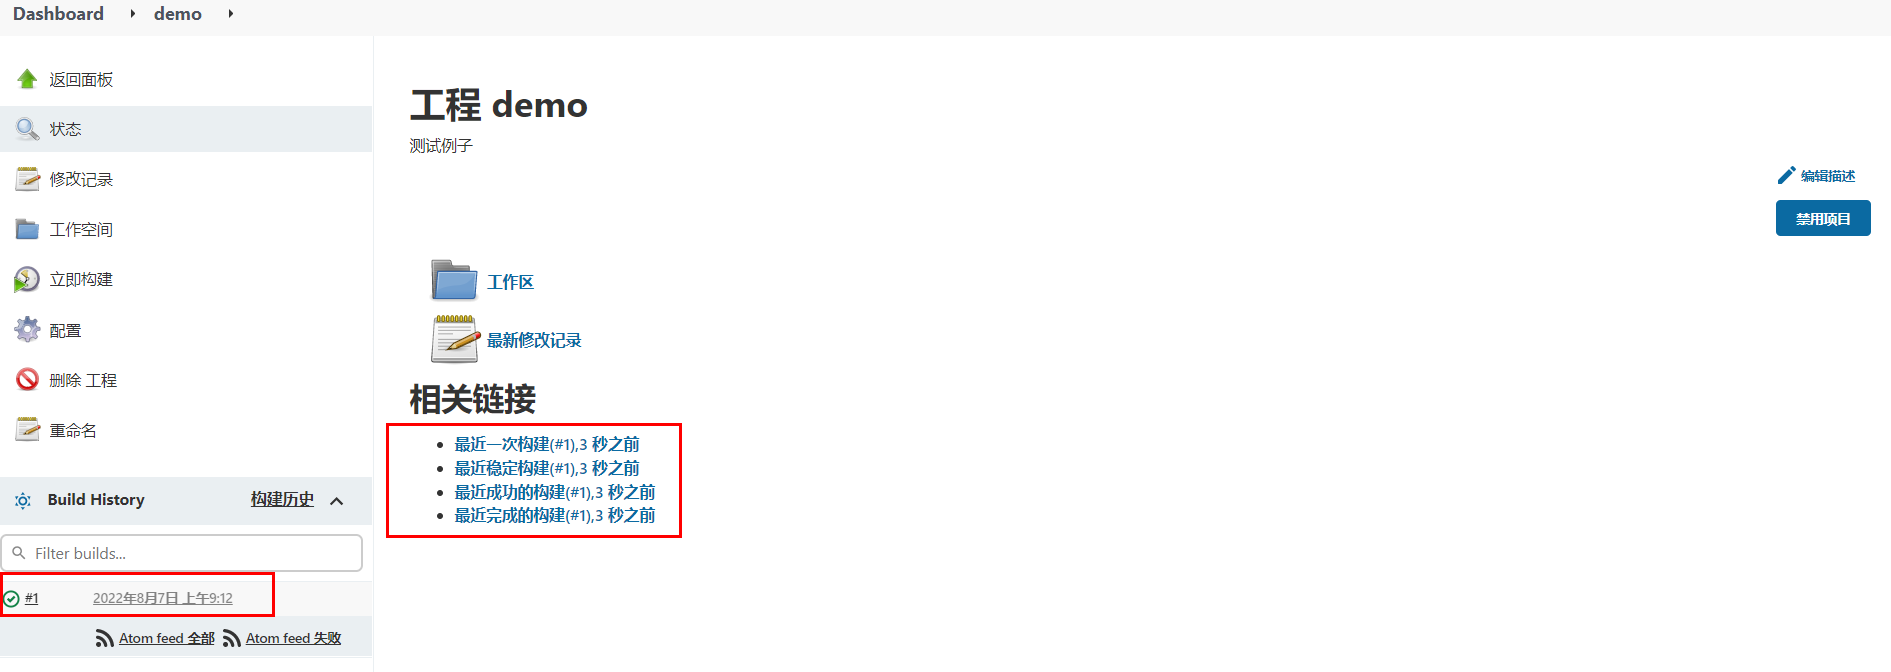 Dashboard demo
返回面板
状态
修改记录
工作空间
立即构建
配置
删除 工程
重命名
Build History 构建历史
Filter builds...
#1 2022年8月7日 上午9:12
Atom feed 全部 Atom feed 失败
工程 demo
测试例子
编辑描述
禁用项目
工作区
最新修改记录
相关链接
最近一次构建(#1),3 秒之前
最近稳定构建(#1),3 秒之前
最近成功的构建(#1),3 秒之前
最近完成的构建(#1),3 秒之前